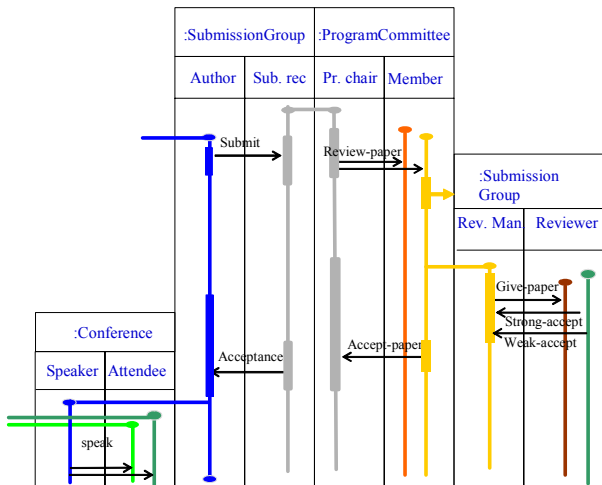 :SubmissionGroup :ProgramCommittee
Author Sub. rec Pr. chair Member
Submit
Review-paper
:Submission
Group
Rev. Man Reviewer
Give-paper
Strong-accept
Weak-accept
:Conference
Acceptance
Accept-paper
Speaker Attendee
speak